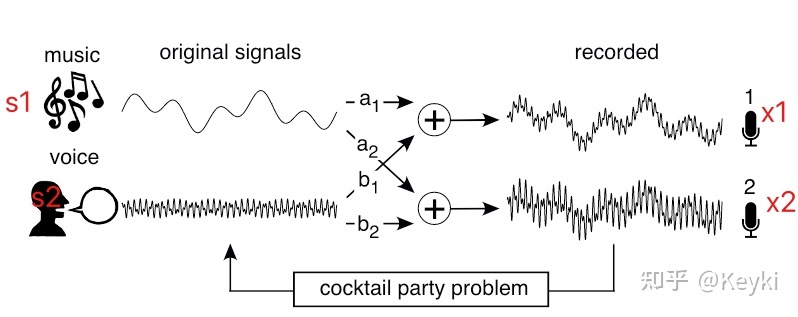 music
original signals
recorded
s1
a1
1
x1
a2
voice
b1
2
s2
b2
x2
cocktail party problem
知乎 @Keyki